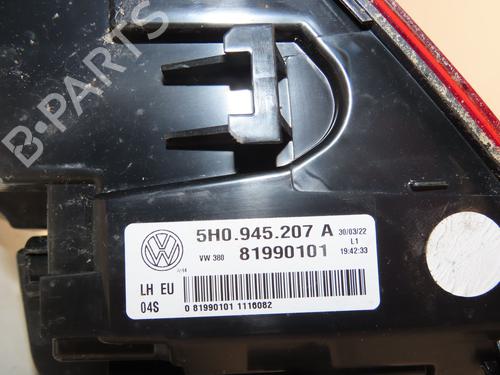 B-PARTS
5H0.945.207 A 30/03/22
VW 380 81990101 L1
19:42:33
LH EU
04S 0 81990101 1116082